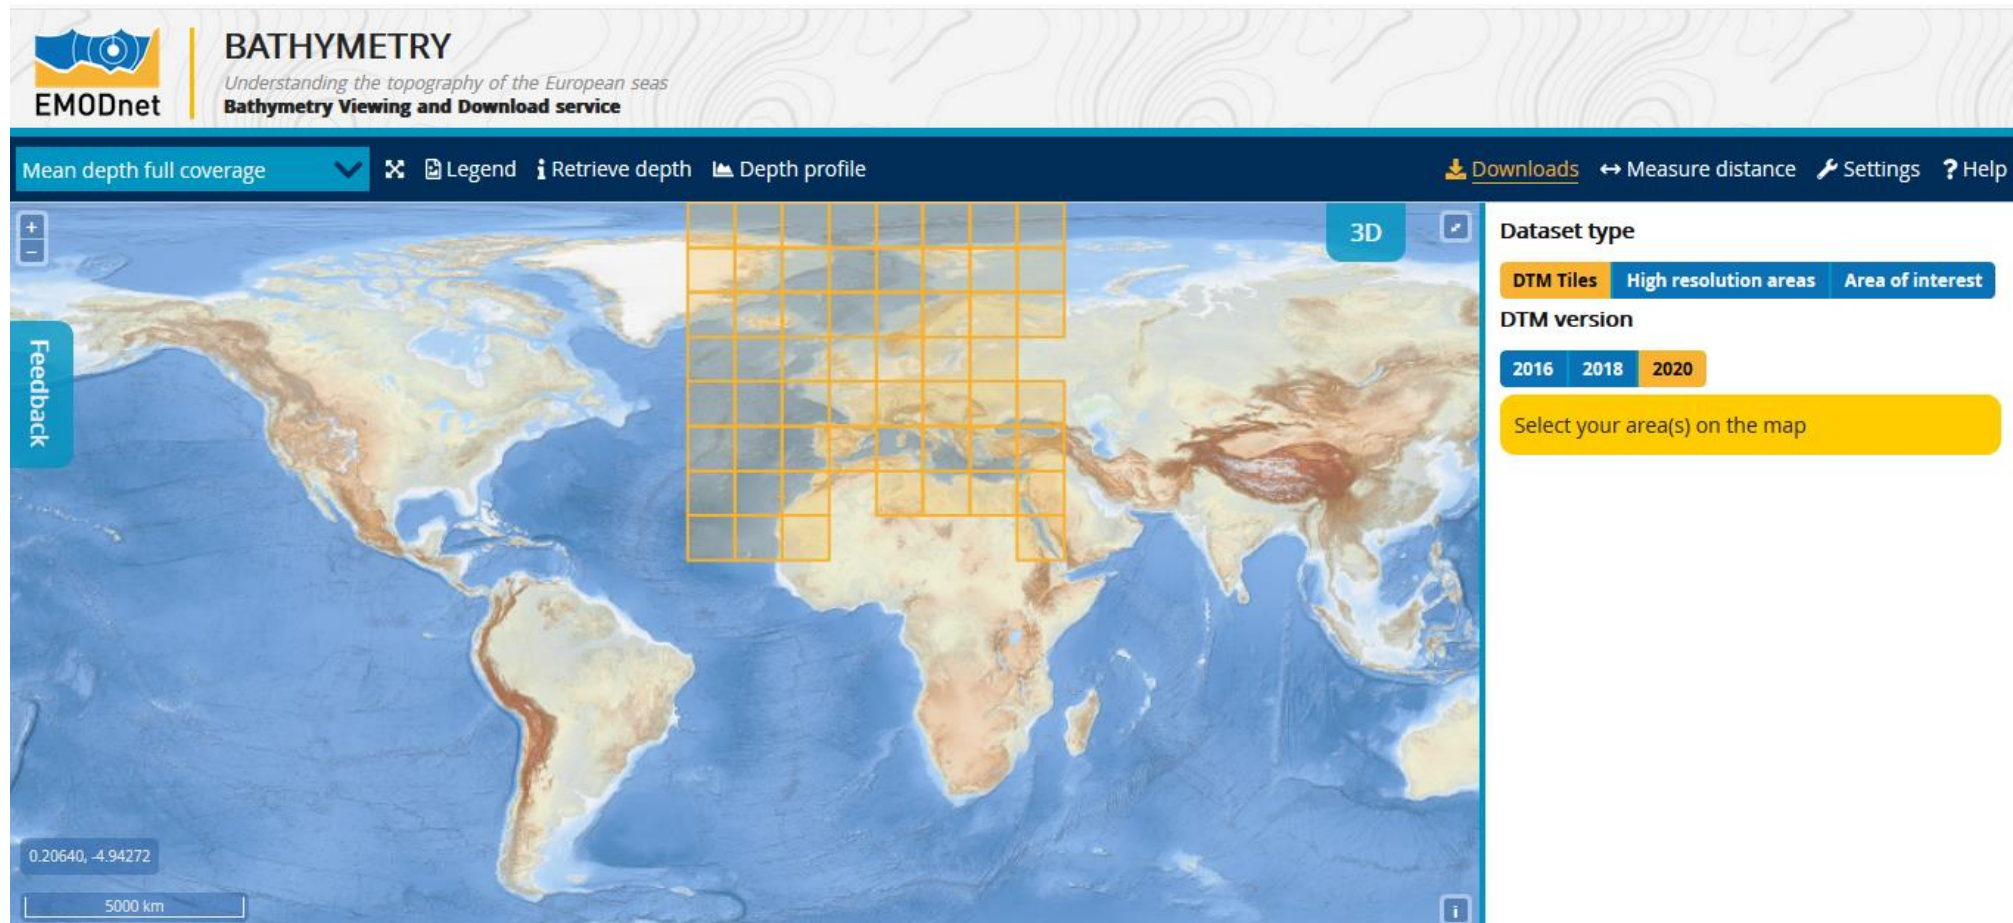 EMODnet
BATHYMETRY
Understanding the topography of the European seas
Bathymetry Viewing and Download service
Mean depth full coverage
Legend
Retrieve depth
Depth profile
Downloads
Measure distance
Settings
? Help
+
−
3D
Feedback
0.20640, -4.94272
5000 km
i
Dataset type
DTM Tiles
High resolution areas
Area of interest
DTM version
2016
2018
2020
Select your area(s) on the map